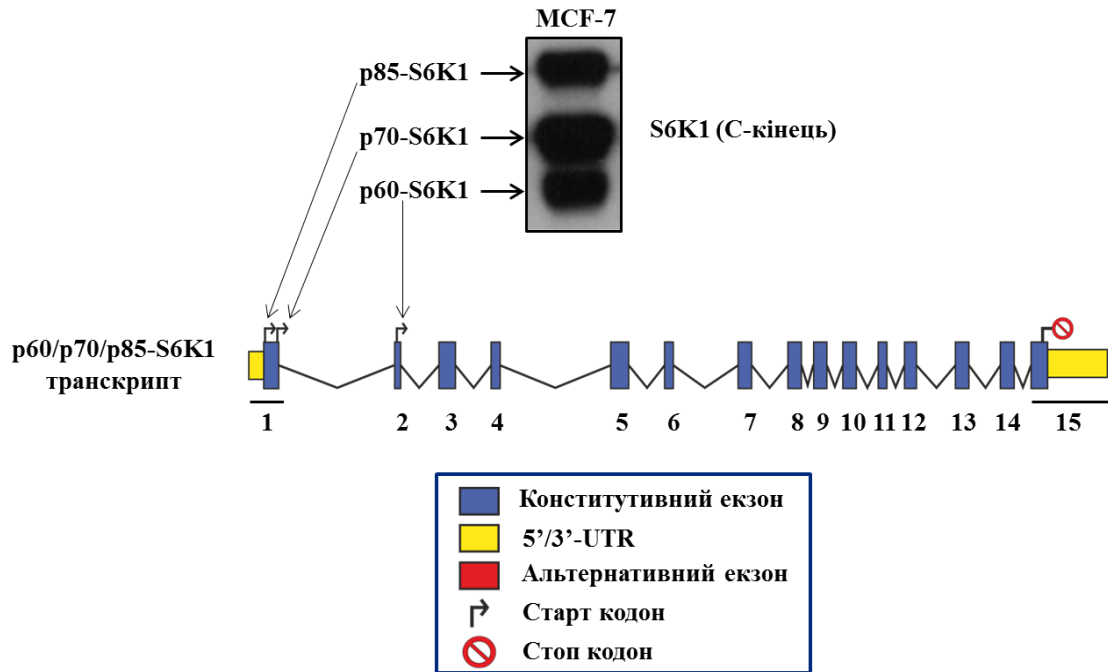 MCF-7
p85-S6K1
p70-S6K1
p60-S6K1
S6K1 (С-кінець)
p60/p70/p85-S6K1
транскрипт
1 2 3 4 5 6 7 8 9 10 11 12 13 14 15
Конститутивний екзон
5’/3’-UTR
Альтернативний екзон
Старт кодон
Стоп кодон